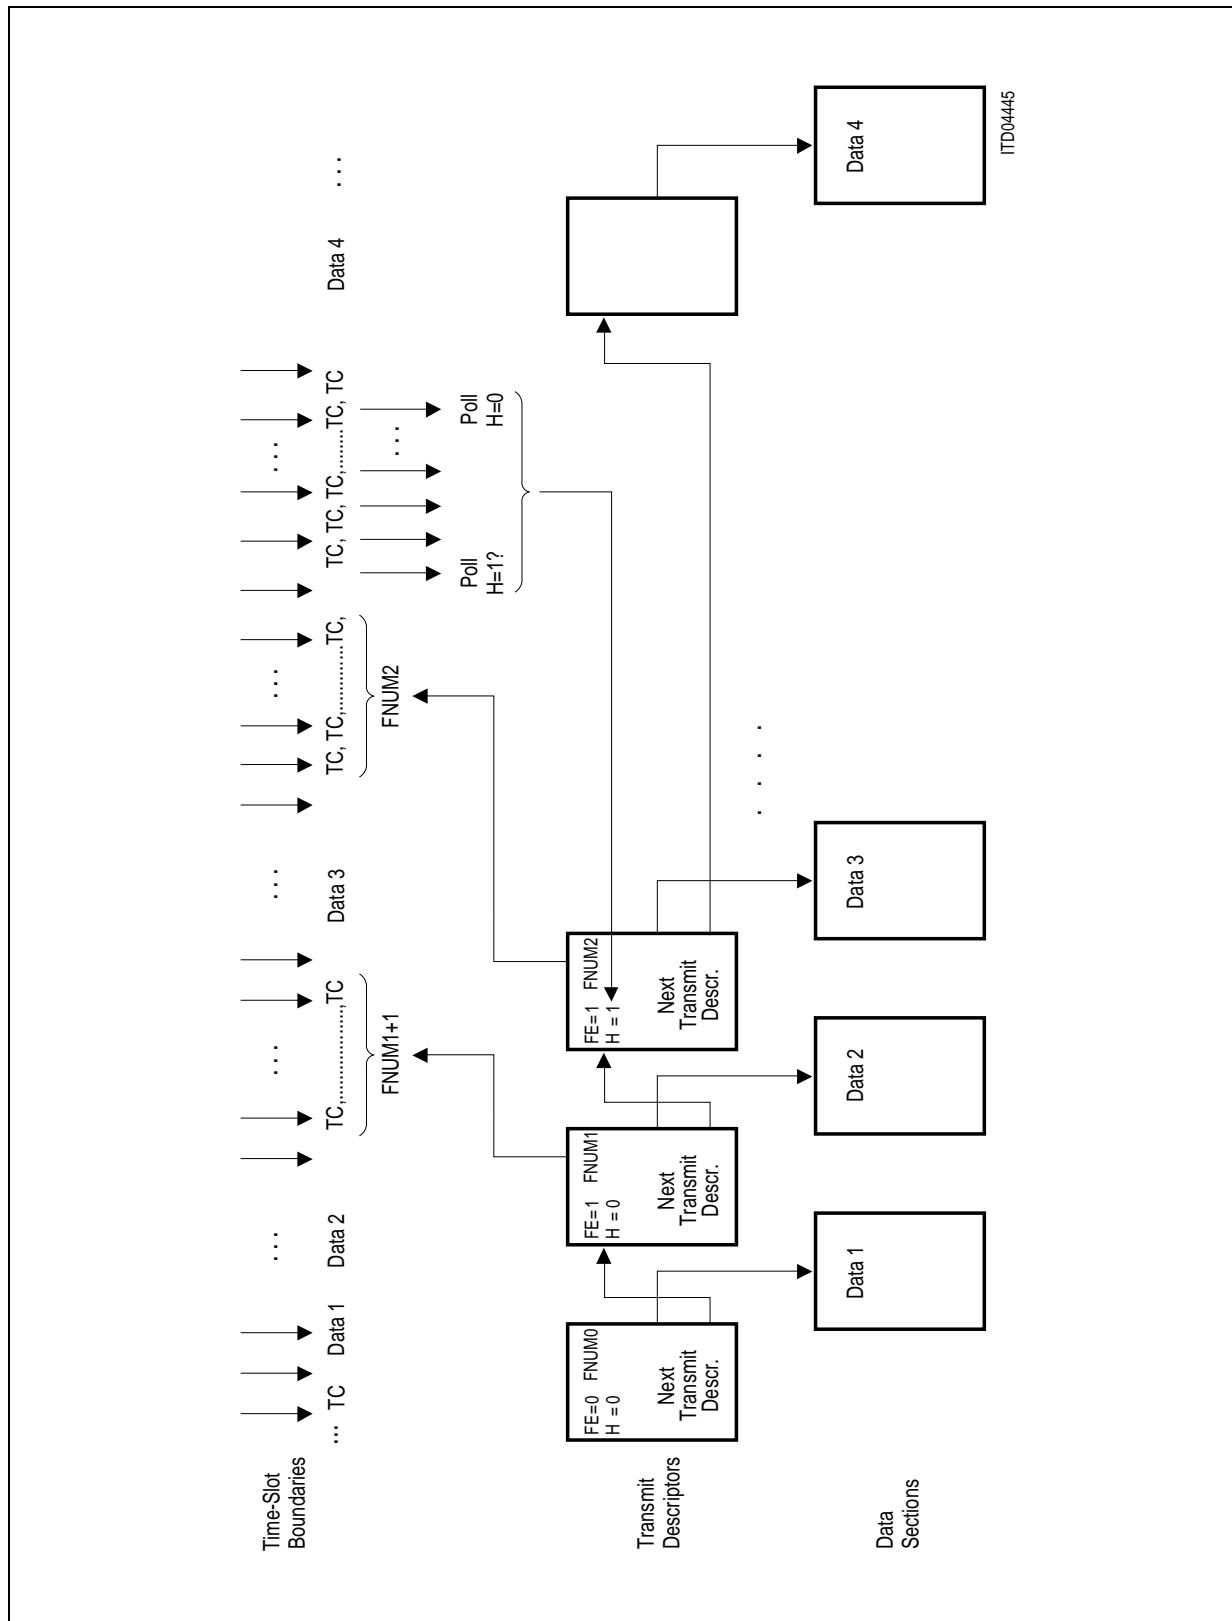 Time-Slot
Boundaries
... TC
Data 1
Data 2
...
TC,..............,TC
FNUM1+1
...
Data 3
...
TC, TC,..............TC,
FNUM2
...
TC, TC, TC, TC,.........TC, TC
...
Data 4
...
Poll
H=1?
...
Poll
H=0
Transmit
Descriptors
FE=0 FNUM0
H = 0
Next
Transmit
Descr.
FE=1 FNUM1
H = 0
Next
Transmit
Descr.
FE=1 FNUM2
H = 1
Next
Transmit
Descr.
. . . .
Data
Sections
Data 1
Data 2
Data 3
Data 4
ITD04445